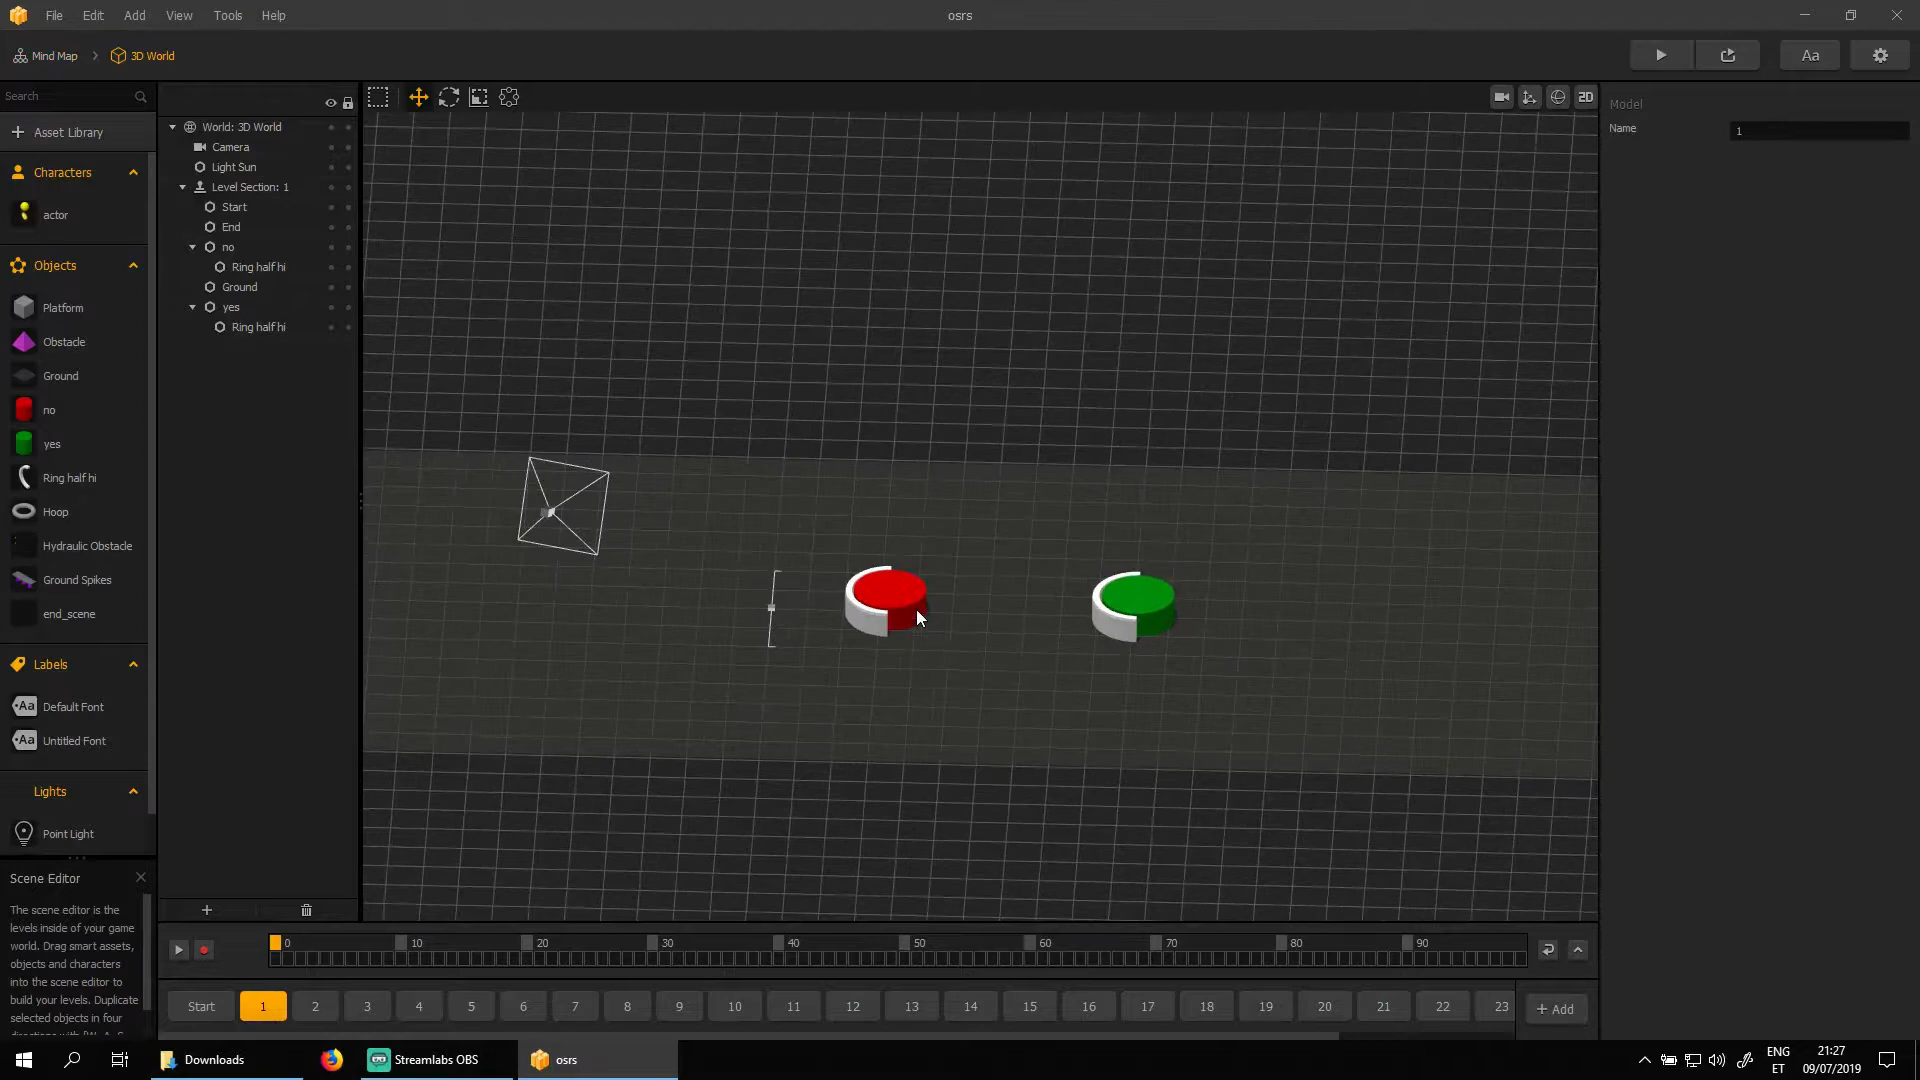 File Edit Add View Tools Help
osrs
Mind Map 3D World
Aa
Search
Asset Library
Characters
actor
Objects
Platform
Obstacle
Ground
no
yes
Ring half hi
Hoop
Hydraulic Obstacle
Ground Spikes
end_scene
Labels
Aa Default Font
Aa Untitled Font
Lights
Point Light
Scene Editor
The scene editor is the
levels inside of your game
world. Drag smart assets,
objects and characters
into the scene editor to
build your levels. Duplicate
selected objects in four
World: 3D World
Camera
Light Sun
Level Section: 1
Start
End
no
Ring half hi
Ground
yes
Ring half hi
2D
Model
Name 1
0 10 20 30 40 50 60 70 80 90
Start 1 2 3 4 5 6 7 8 9 10 11 12 13 14 15 16 17 18 19 20 21 22 23 + Add
Downloads
Streamlabs OBS
osrs
ENG
ET
21:27
09/07/2019